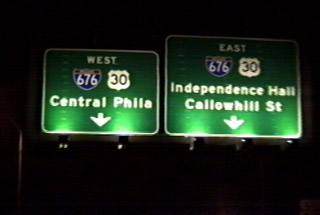 WEST
676 30
Central Phila
EAST
676 30
Independence Hall
Callowhill St